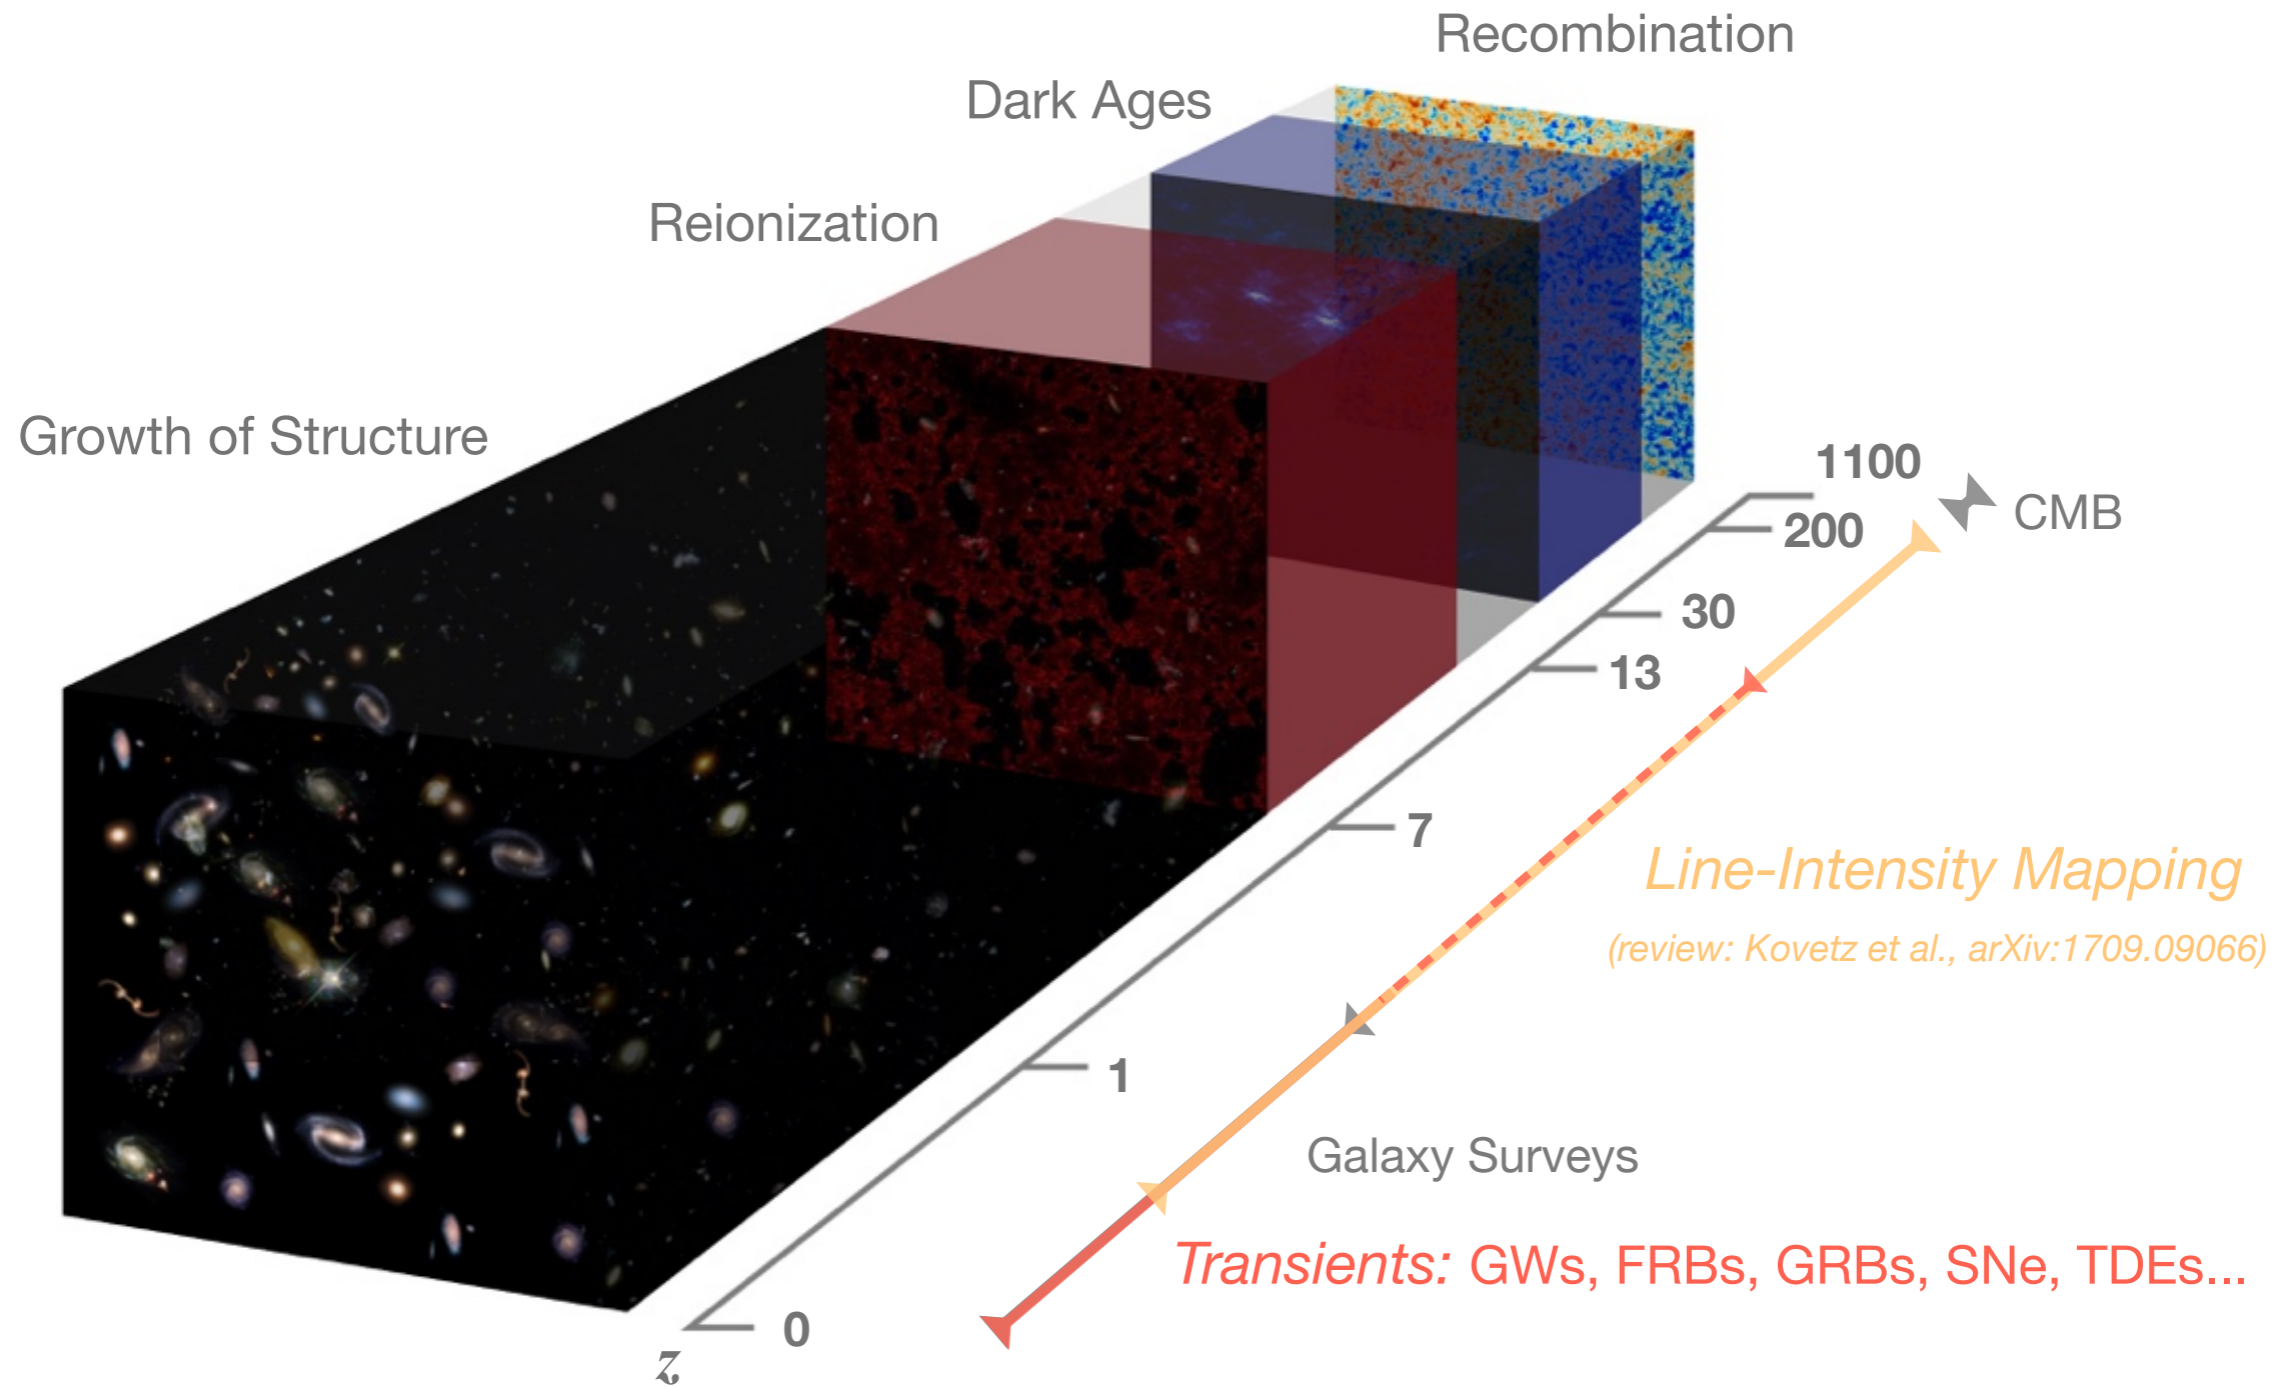 Recombination
Dark Ages
Reionization
Growth of Structure
1100
CMB
200
30
13
7
Line-Intensity Mapping
(review: Kovetz et al., arXiv:1709.09066)
1
Galaxy Surveys
Transients: GWs, FRBs, GRBs, SNe, TDEs...
0
z